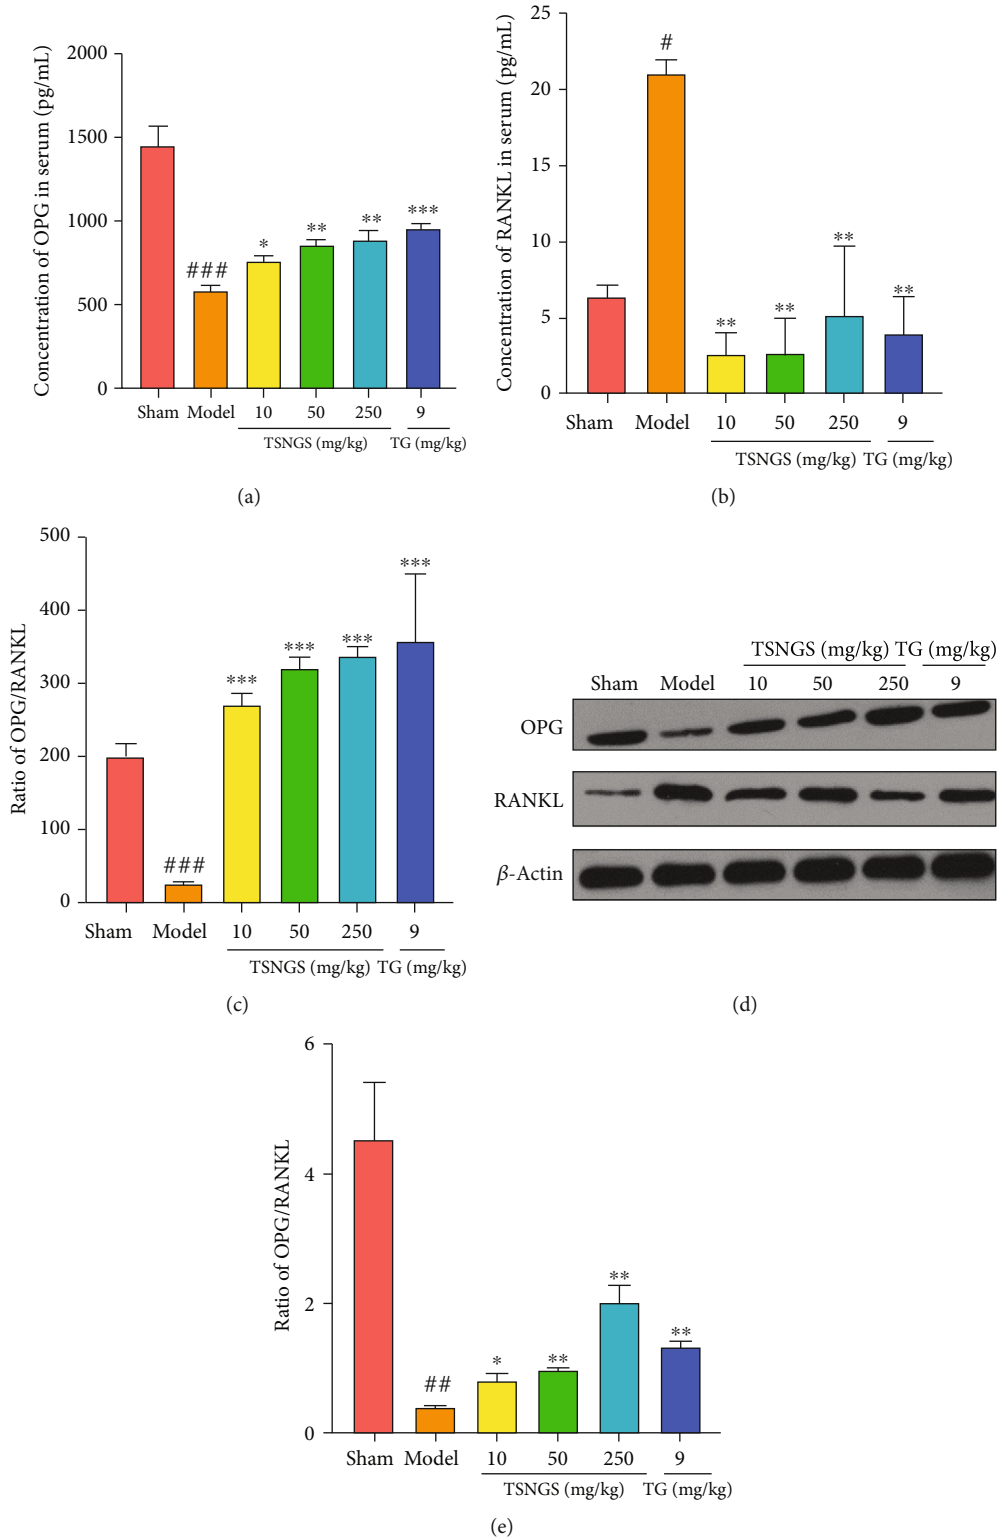 Concentration of OPG in serum (pg/mL)
2000
1500
1000
500
0
###
*
**
**
***
Sham Model 10 50 250 9
TSNGS (mg/kg) TG (mg/kg)
(a)
Concentration of RANKL in serum (pg/mL)
25
20
15
10
5
0
#
**
**
**
**
Sham Model 10 50 250 9
TSNGS (mg/kg) TG (mg/kg)
(b)
Ratio of OPG/RANKL
500
400
300
200
100
0
###
***
***
***
***
Sham Model 10 50 250 9
TSNGS (mg/kg) TG (mg/kg)
(c)
TSNGS (mg/kg) TG (mg/kg)
Sham Model 10 50 250 9
OPG
RANKL
β-Actin
(d)
Ratio of OPG/RANKL
6
4
2
0
##
*
**
**
**
Sham Model 10 50 250 9
TSNGS (mg/kg) TG (mg/kg)
(e)